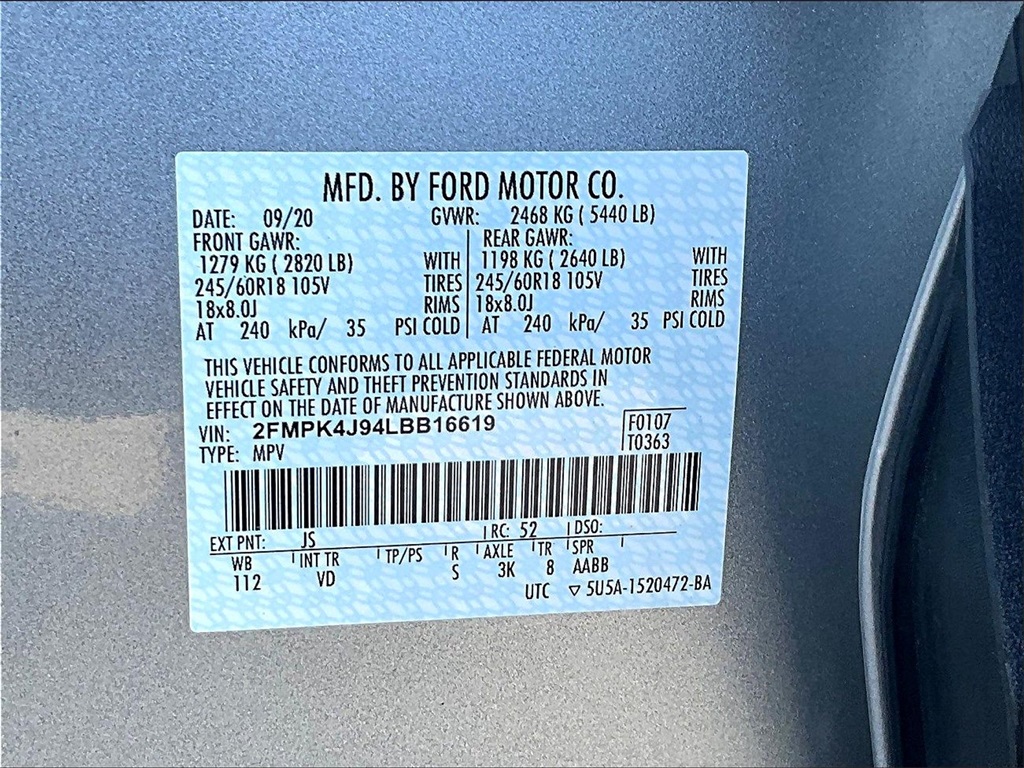 MFD. BY FORD MOTOR CO.
DATE: 09/20 GVWR: 2468 KG ( 5440 LB)
FRONT GAWR: REAR GAWR:
1279 KG ( 2820 LB) WITH 1198 KG ( 2640 LB) WITH
245/60R18 105V TIRES 245/60R18 105V TIRES
18x8.0J RIMS 18x8.0J RIMS
AT 240 kPa/ 35 PSI COLD AT 240 kPa/ 35 PSI COLD
THIS VEHICLE CONFORMS TO ALL APPLICABLE FEDERAL MOTOR
VEHICLE SAFETY AND THEFT PREVENTION STANDARDS IN
EFFECT ON THE DATE OF MANUFACTURE SHOWN ABOVE.
VIN: 2FMPK4J94LBB16619 F0107
TYPE: MPV T0363
EXT PNT: JS RC: 52 DSO:
WB INT TR TP/PS R AXLE TR SPR
112 VD S 3K 8 AABB
UTC ▽ 5U5A-1520472-BA